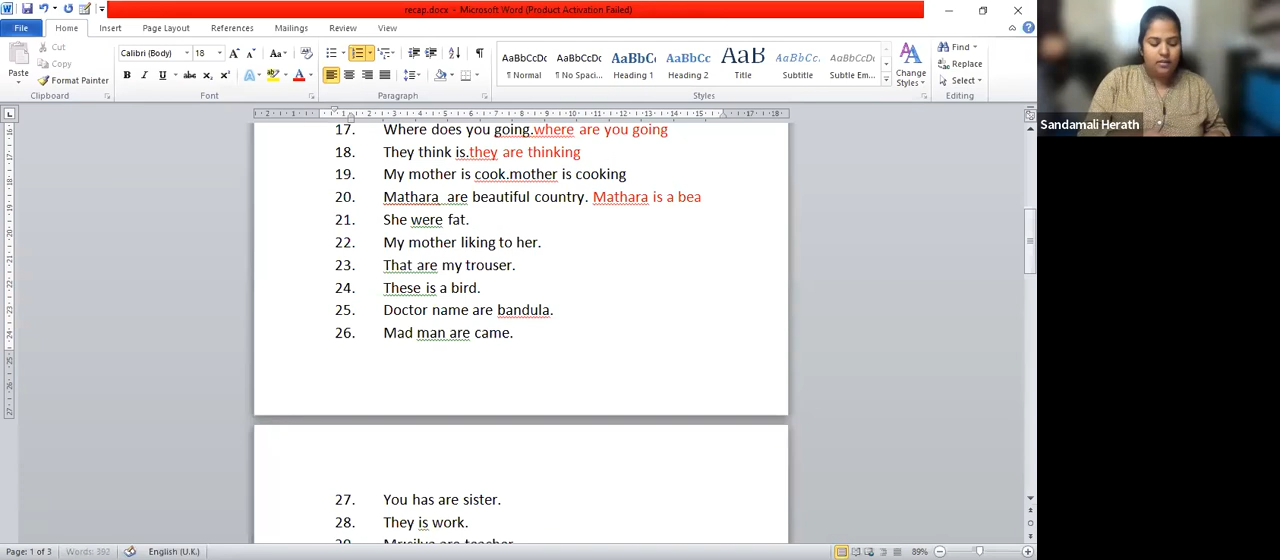 recap.docx - Microsoft Word (Product Activation Failed)
File Home Insert Page Layout References Mailings Review View
Paste Cut Copy Format Painter Clipboard
Calibri (Body) 18 Font
Paragraph
AaBbCcDc ¶ Normal AaBbCcDc ¶ No Spaci... AaBbC Heading 1 AaBbCc Heading 2 AaB Title AaBbCc. Subtitle AaBbCcDc Subtle Em... Change Styles Styles
Find Replace Select Editing
Sandamali Herath
17. Where does you going.where are you going
18. They think is.they are thinking
19. My mother is cook.mother is cooking
20. Mathara are beautiful country. Mathara is a bea
21. She were fat.
22. My mother liking to her.
23. That are my trouser.
24. These is a bird.
25. Doctor name are bandula.
26. Mad man are came.
27. You has are sister.
28. They is work.
Page: 1 of 3 Words: 392 English (U.K.) 89%